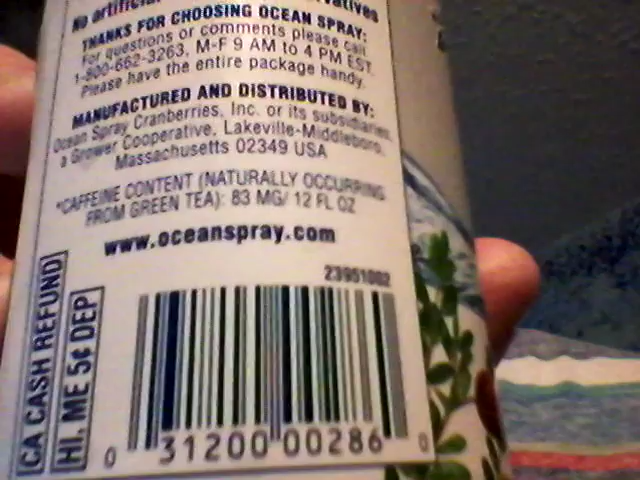 No artificial
THANKS FOR CHOOSING OCEAN SPRAY:
For questions or comments please call
1-800-662-3263, M-F 9 AM to 4 PM EST.
Please have the entire package handy.
MANUFACTURED AND DISTRIBUTED BY:
Ocean Spray Cranberries, Inc. or its subsidiaries
a Grower Cooperative, Lakeville-Middleboro,
Massachusetts 02349 USA
*CAFFEINE CONTENT (NATURALLY OCCURRING
FROM GREEN TEA): 83 MG/ 12 FL OZ
www.oceanspray.com
23951002
CA CASH REFUND
HI, ME 5¢ DEP
0 31200 00286 0